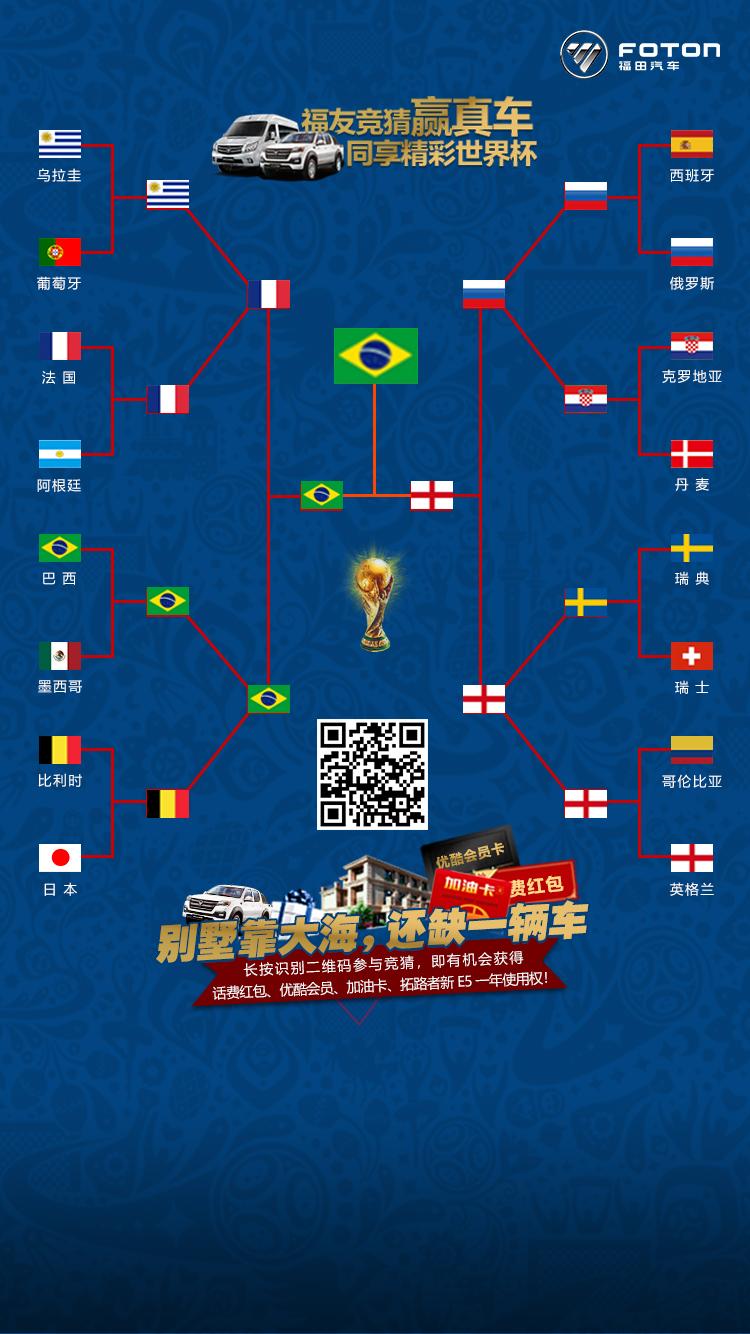 FOTON
福田汽车
福友竞猜赢真车
同享精彩世界杯
乌拉圭
西班牙
葡萄牙
俄罗斯
法国
克罗地亚
阿根廷
丹麦
巴西
瑞典
墨西哥
瑞士
比利时
哥伦比亚
日本
英格兰
优酷会员卡
加油卡
费红包
别墅靠大海，还缺一辆车
长按识别二维码参与竞猜，即有机会获得
话费红包、优酷会员、加油卡、拓路者新 E5 一年使用权！